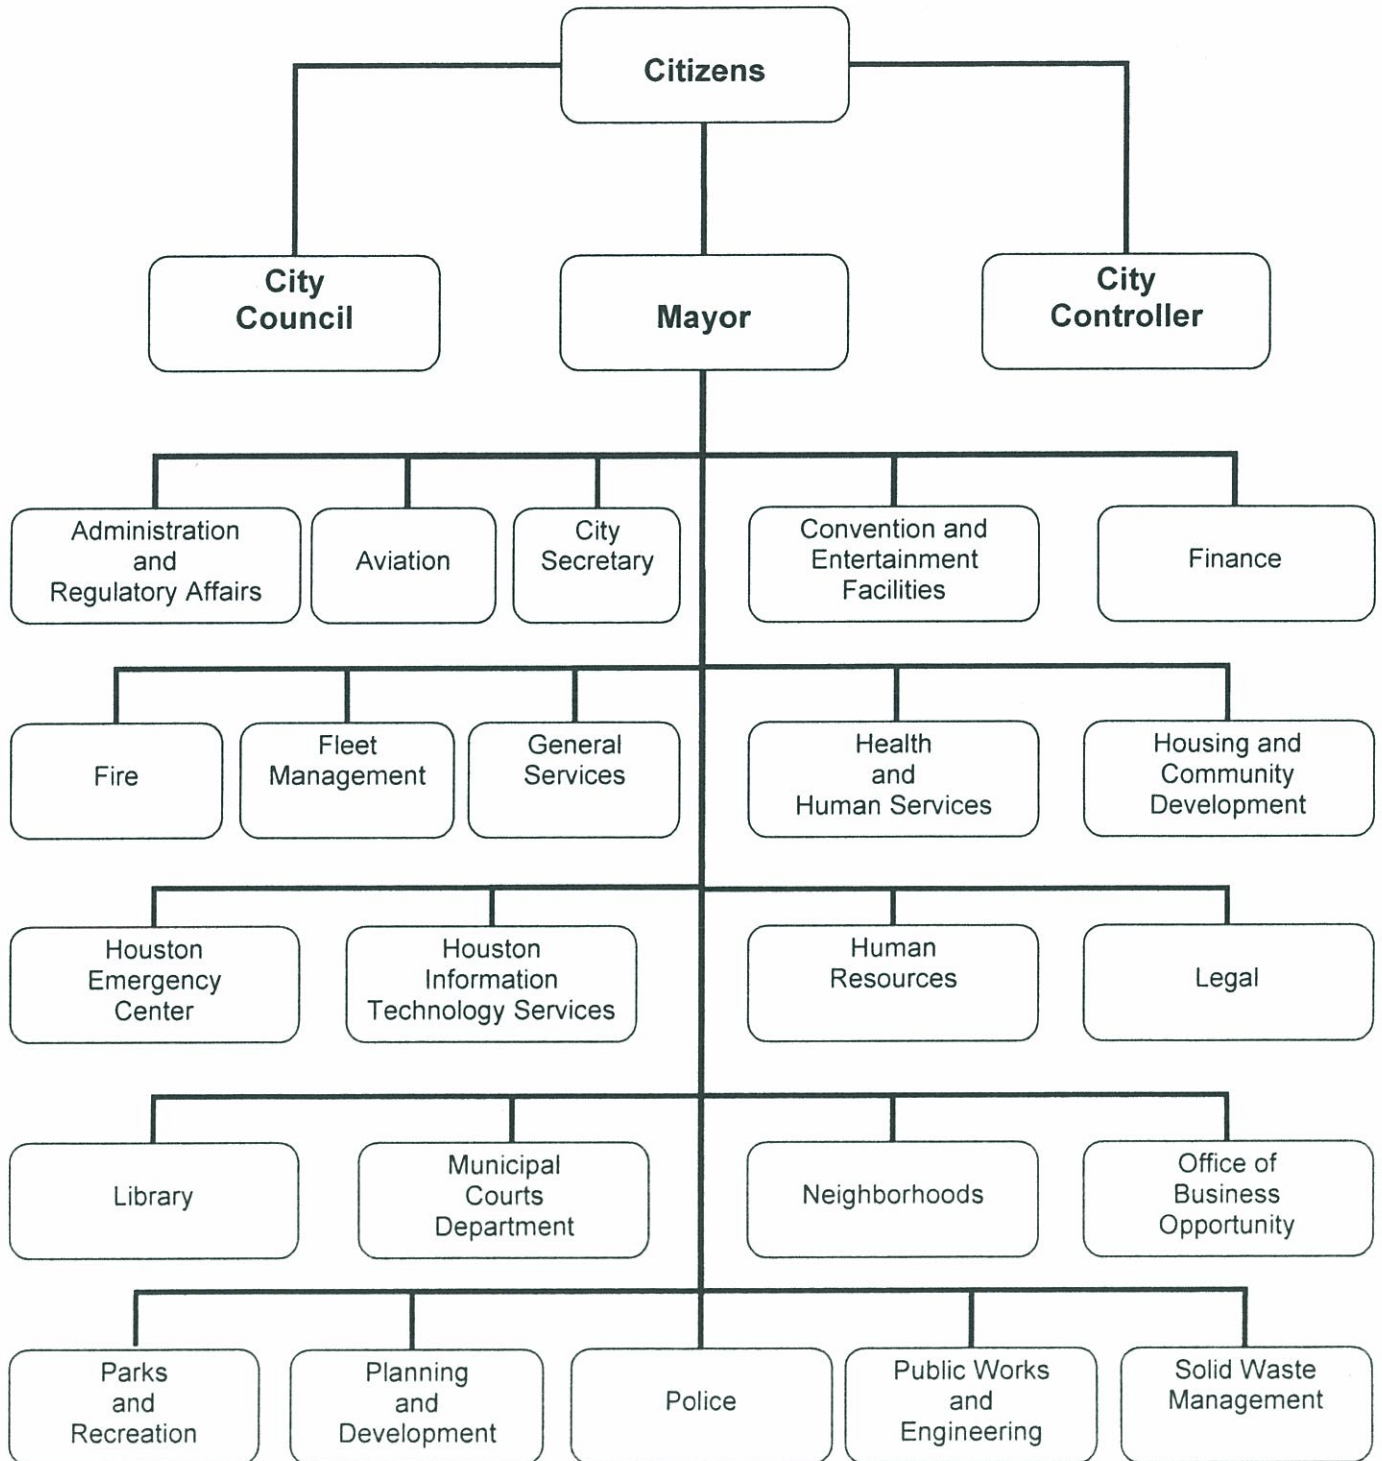 Citizens
City
Council
Mayor
City
Controller
Administration
and
Regulatory Affairs
Aviation
City
Secretary
Convention and
Entertainment
Facilities
Finance
Fire
Fleet
Management
General
Services
Health
and
Human Services
Housing and
Community
Development
Houston
Emergency
Center
Houston
Information
Technology Services
Human
Resources
Legal
Library
Municipal
Courts
Department
Neighborhoods
Office of
Business
Opportunity
Parks
and
Recreation
Planning
and
Development
Police
Public Works
and
Engineering
Solid Waste
Management